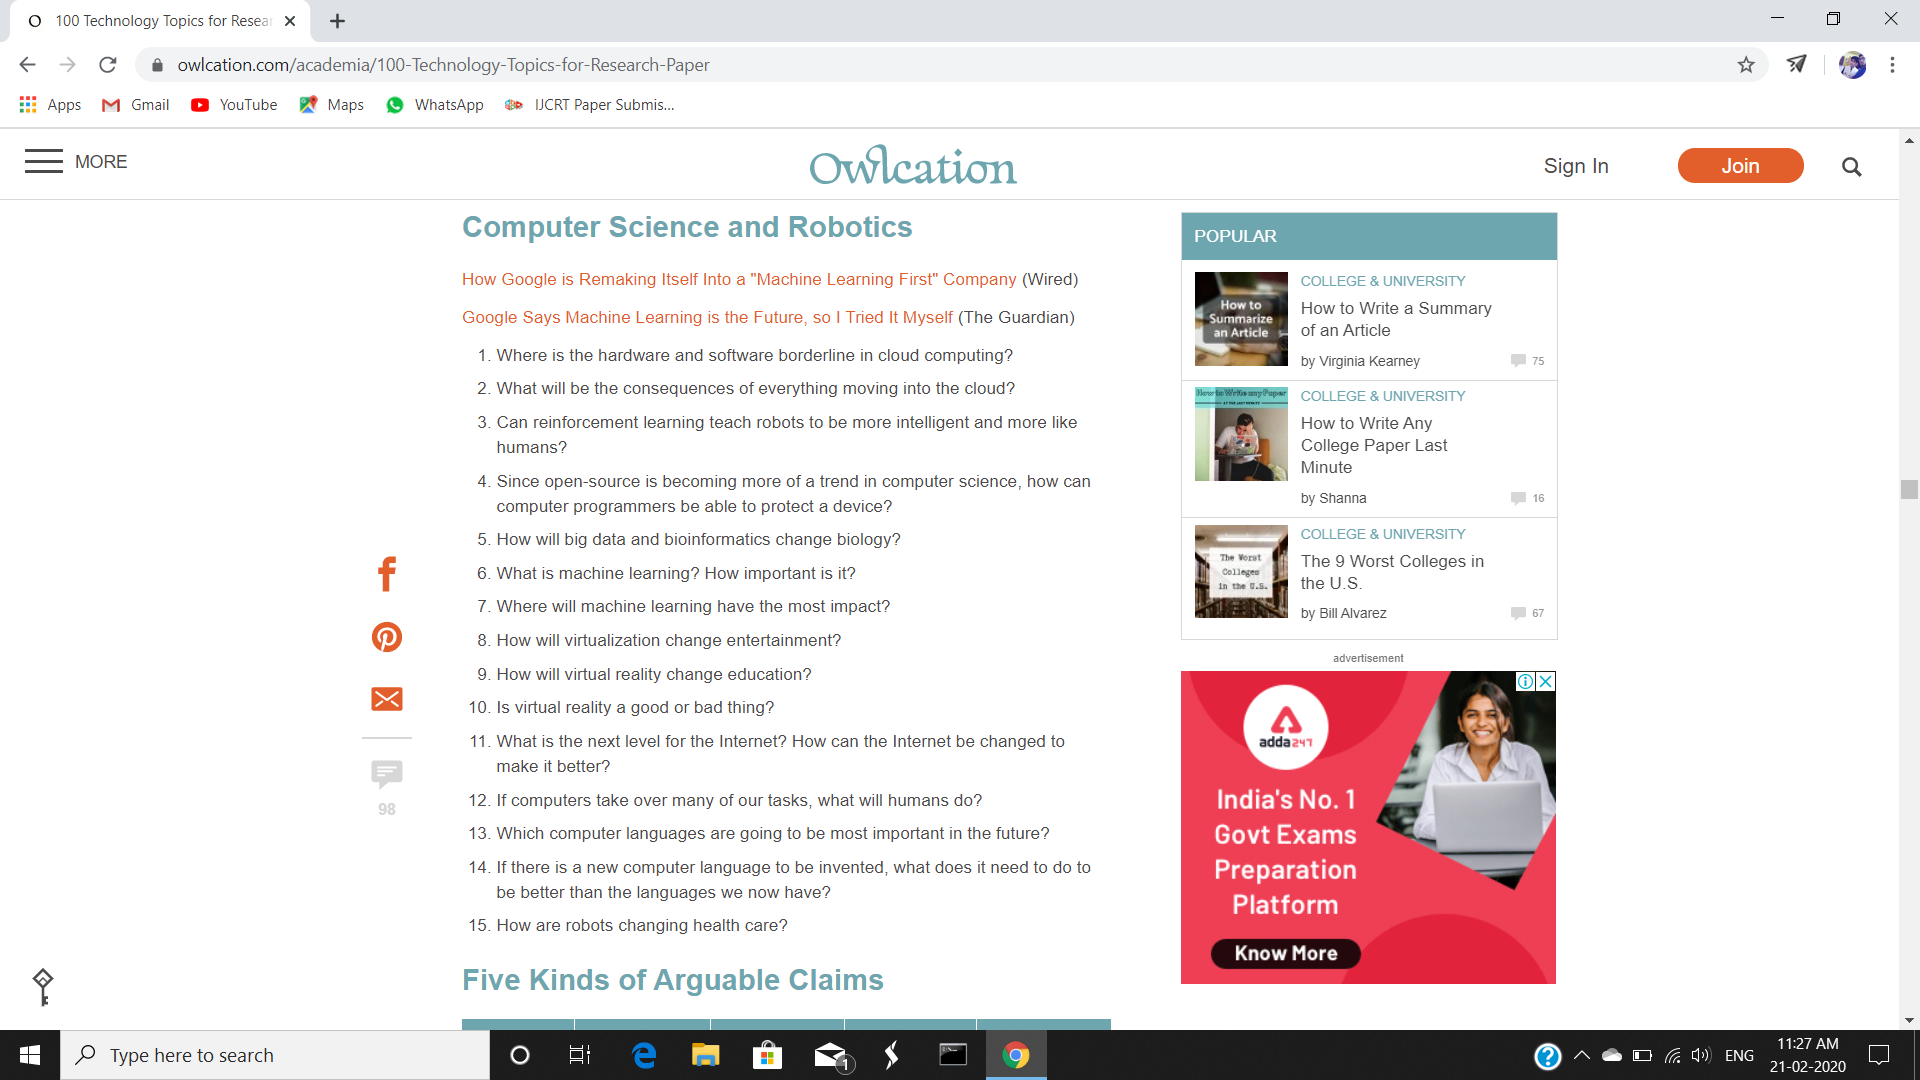 100 Technology Topics for Resear
owlcation.com/academia/100-Technology-Topics-for-Research-Paper
Apps Gmail YouTube Maps WhatsApp IJCRT Paper Submis...
MORE
Owlcation
Sign In
Join
Computer Science and Robotics
How Google is Remaking Itself Into a "Machine Learning First" Company (Wired)
Google Says Machine Learning is the Future, so I Tried It Myself (The Guardian)
1. Where is the hardware and software borderline in cloud computing?
2. What will be the consequences of everything moving into the cloud?
3. Can reinforcement learning teach robots to be more intelligent and more like
humans?
4. Since open-source is becoming more of a trend in computer science, how can
computer programmers be able to protect a device?
5. How will big data and bioinformatics change biology?
6. What is machine learning? How important is it?
7. Where will machine learning have the most impact?
8. How will virtualization change entertainment?
9. How will virtual reality change education?
10. Is virtual reality a good or bad thing?
11. What is the next level for the Internet? How can the Internet be changed to
make it better?
12. If computers take over many of our tasks, what will humans do?
13. Which computer languages are going to be most important in the future?
14. If there is a new computer language to be invented, what does it need to do to
be better than the languages we now have?
15. How are robots changing health care?
Five Kinds of Arguable Claims
98
POPULAR
How to
Summarize
an Article
COLLEGE & UNIVERSITY
How to Write a Summary
of an Article
by Virginia Kearney
75
How to Write any Paper
AT THE LAST MINUTE
COLLEGE & UNIVERSITY
How to Write Any
College Paper Last
Minute
by Shanna
16
The Worst
Colleges
in the U.S.
COLLEGE & UNIVERSITY
The 9 Worst Colleges in
the U.S.
by Bill Alvarez
67
advertisement
adda247
India's No. 1
Govt Exams
Preparation
Platform
Know More
Type here to search
1
ENG
11:27 AM
21-02-2020